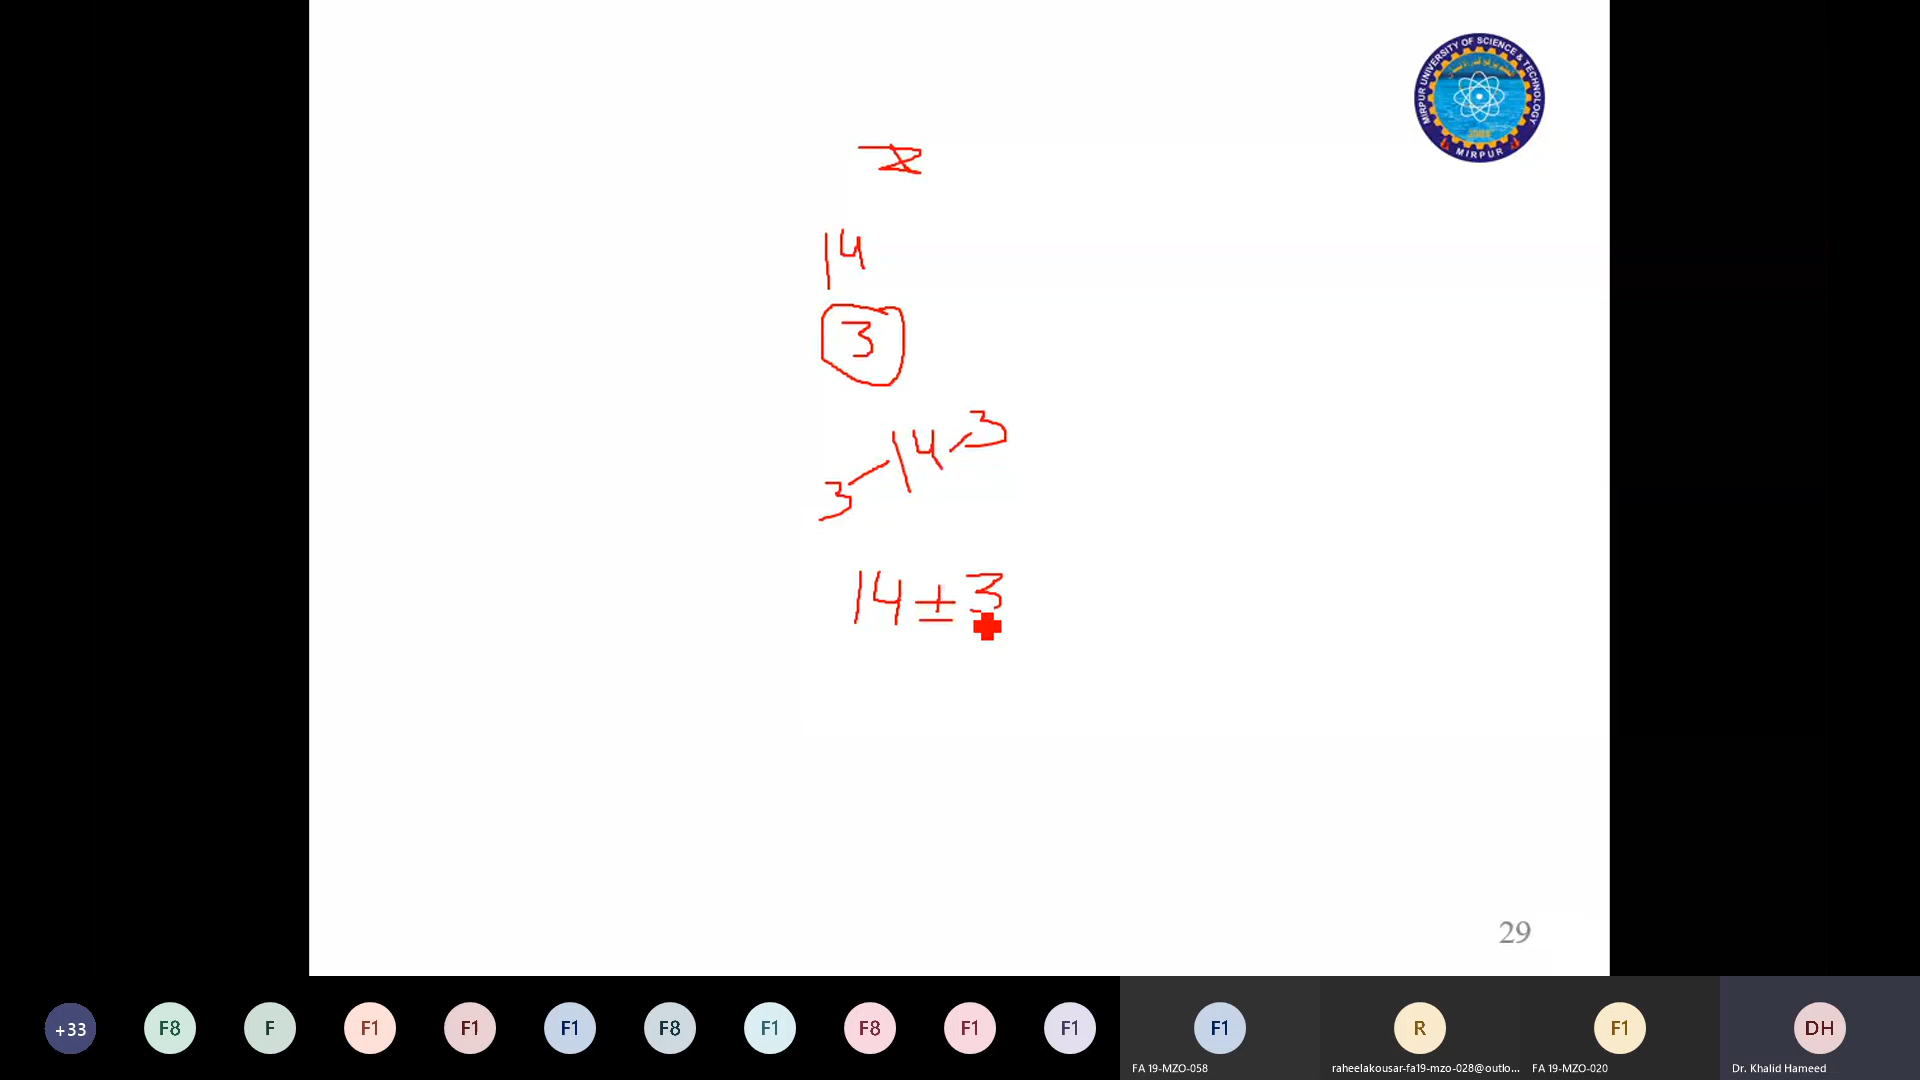 MIRPUR UNIVERSITY OF SCIENCE & TECHNOLOGY
MIRPUR
14
3
3 14 3
14 ± 3
29
+33 F8 F F1 F1 F1 F8 F1 F8 F1 F1 F1 R F1 DH
FA 19-MZO-058 raheelakousar-fa19-mzo-028@outlo... FA 19-MZO-020 Dr. Khalid Hameed